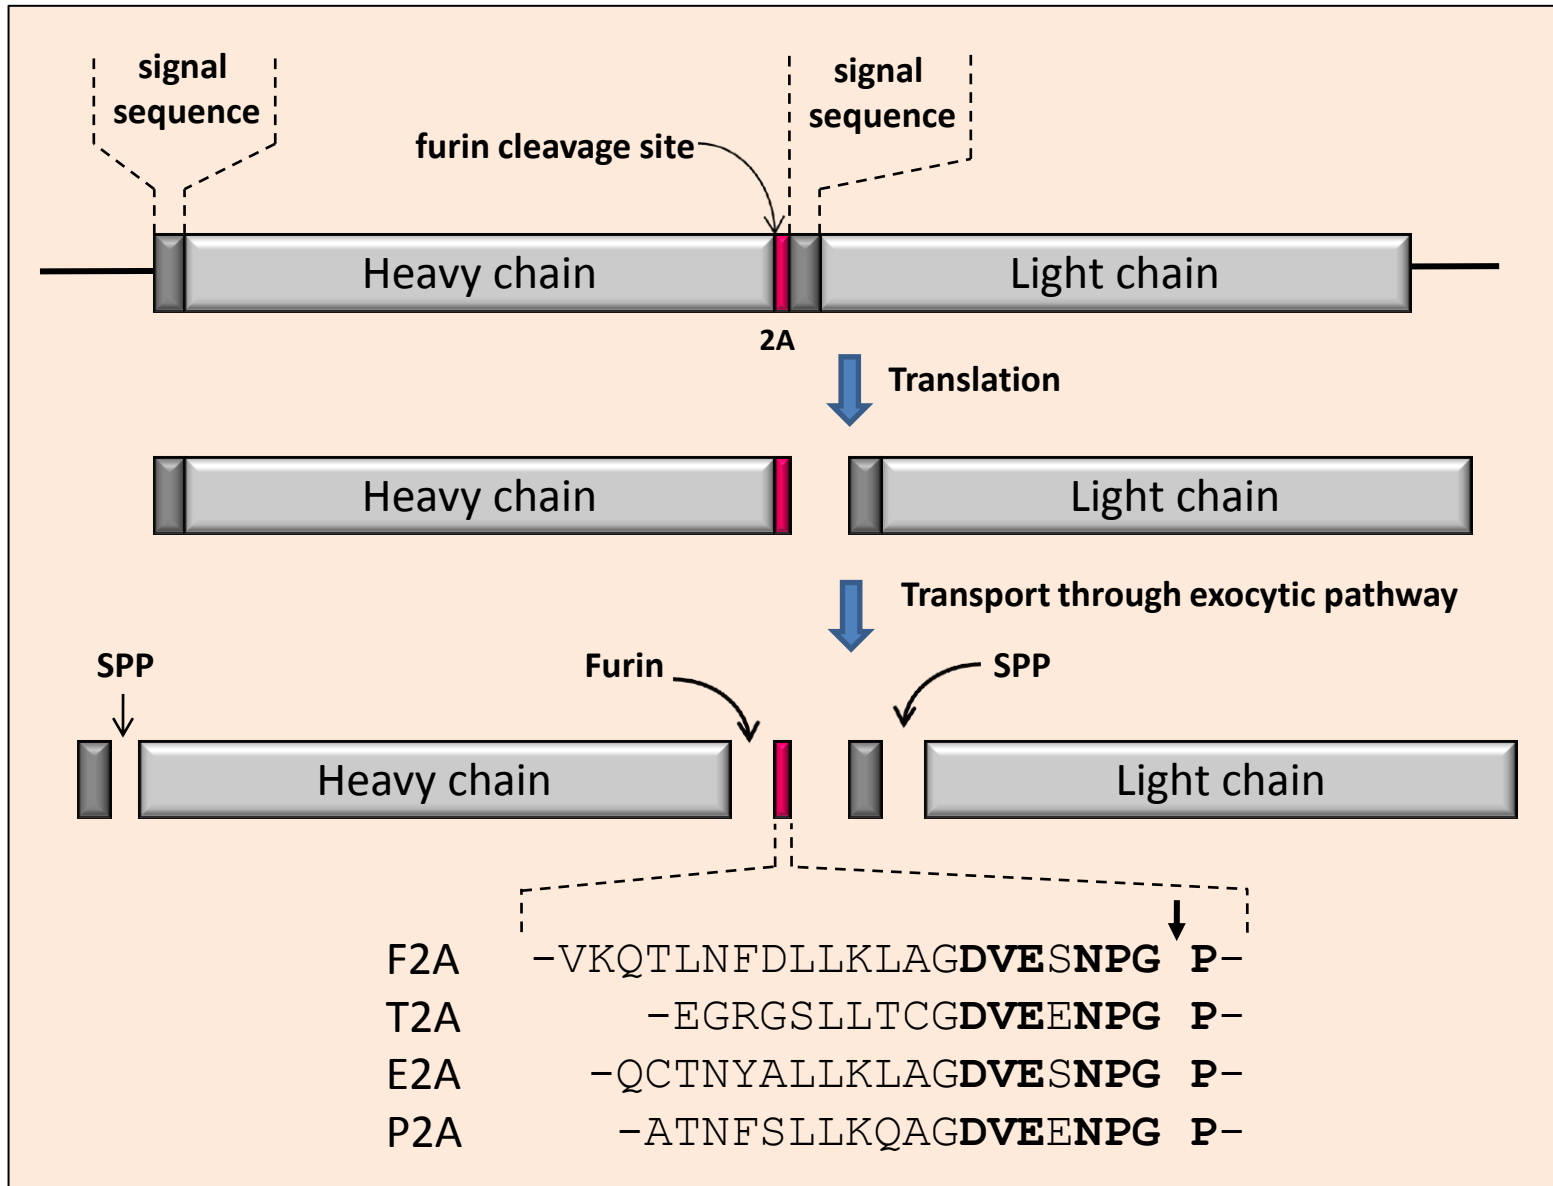 signal
sequence
signal
sequence
furin cleavage site
Heavy chain
Light chain
2A
Translation
Heavy chain
Light chain
Transport through exocytic pathway
SPP
Furin
SPP
Heavy chain
Light chain
F2A –VKQTLNFDLLKLAGDVESNPG P–
T2A –EGRGSLLTCGDVEENPG P–
E2A –QCTNYALLKLAGDVESNPG P–
P2A –ATNFSLLKQAGDVEENPG P–